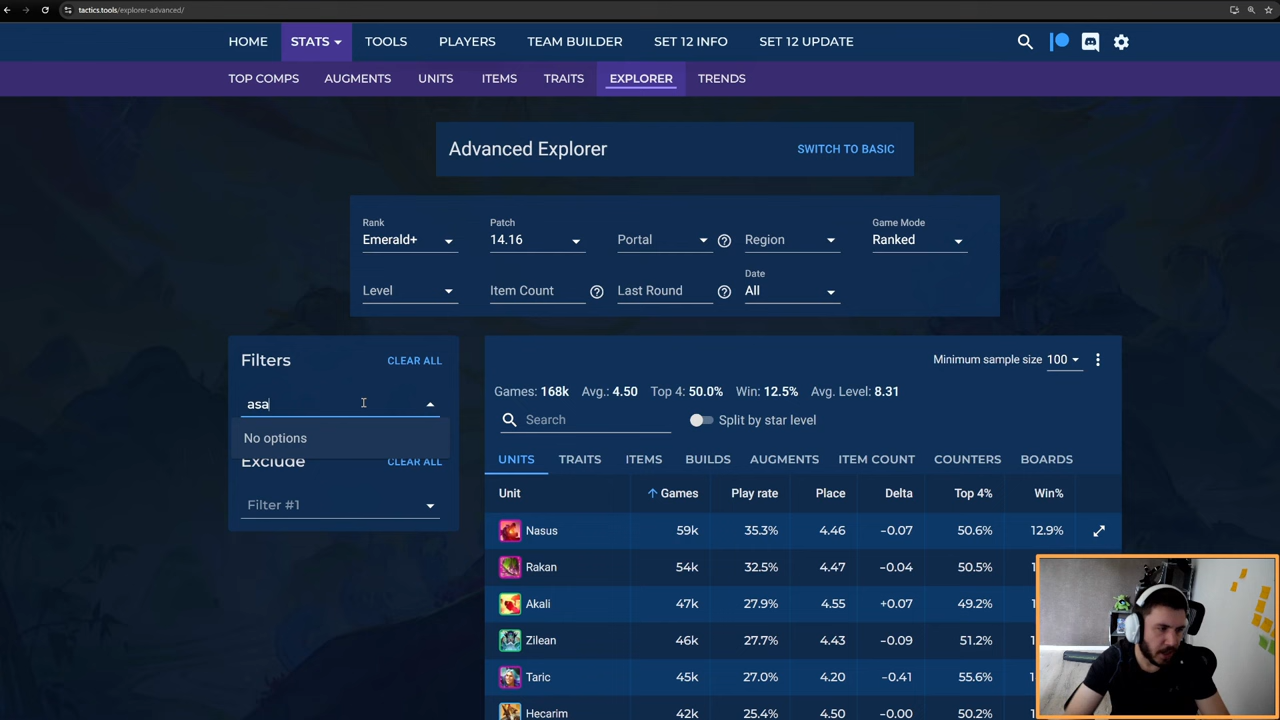 tactics.tools/explorer-advanced/
HOME STATS TOOLS PLAYERS TEAM BUILDER SET 12 INFO SET 12 UPDATE
TOP COMPS AUGMENTS UNITS ITEMS TRAITS EXPLORER TRENDS
Advanced Explorer SWITCH TO BASIC
Rank Patch Game Mode
Emerald+ 14.16 Portal Region Ranked
Date
Level Item Count Last Round All
Filters CLEAR ALL
asa
No options
Exclude CLEAR ALL
Filter #1
Minimum sample size 100
Games: 168k Avg.: 4.50 Top 4: 50.0% Win: 12.5% Avg. Level: 8.31
Search Split by star level
UNITS TRAITS ITEMS BUILDS AUGMENTS ITEM COUNT COUNTERS BOARDS
Unit Games Play rate Place Delta Top 4% Win%
Nasus 59k 35.3% 4.46 −0.07 50.6% 12.9%
Rakan 54k 32.5% 4.47 −0.04 50.5%
Akali 47k 27.9% 4.55 +0.07 49.2%
Zilean 46k 27.7% 4.43 −0.09 51.2%
Taric 45k 27.0% 4.20 −0.41 55.6%
Hecarim 42k 25.4% 4.50 −0.00 50.2%